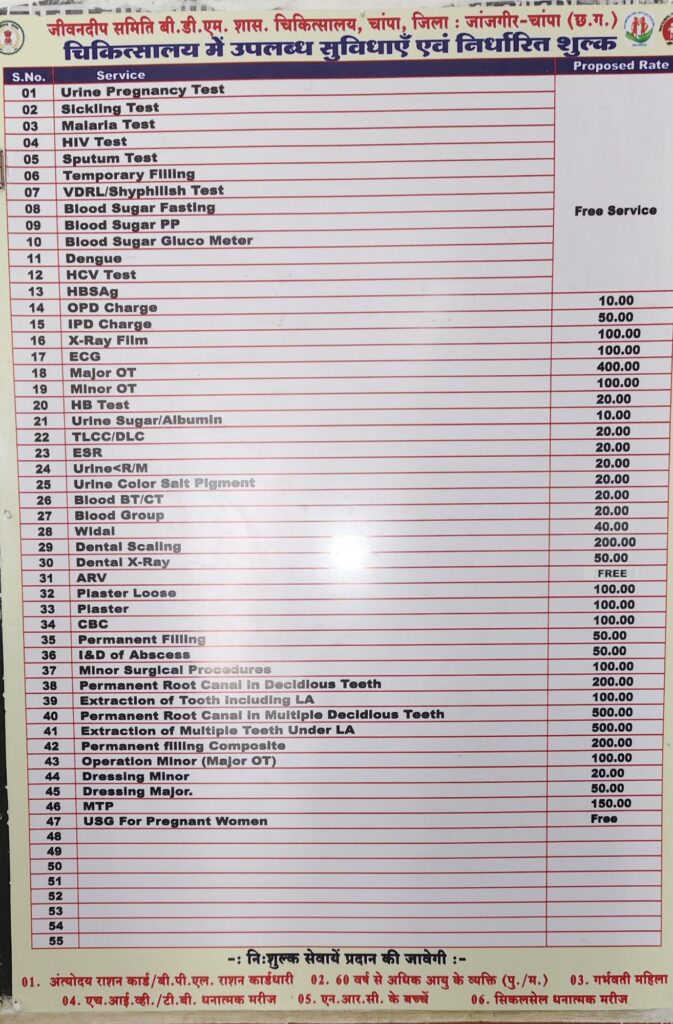 जीवनदीप समिति बी.डी.एम. शास. चिकित्सालय, चांपा, जिला : जांजगीर-चांपा (छ.ग.)
चिकित्सालय में उपलब्ध सुविधाएँ एवं निर्धारित शुल्क
S.No. Service Proposed Rate
01 Urine Pregnancy Test
02 Sickling Test
03 Malaria Test
04 HIV Test
05 Sputum Test
06 Temporary Filling
07 VDRL/Shyphilish Test
08 Blood Sugar Fasting
Free Service
09 Blood Sugar PP
10 Blood Sugar Gluco Meter
11 Dengue
12 HCV Test
13 HBSAg
14 OPD Charge 10.00
15 IPD Charge 50.00
16 X-Ray Film 100.00
17 ECG 100.00
18 Major OT 400.00
19 Minor OT 100.00
20 HB Test 20.00
21 Urine Sugar/Albumin 10.00
22 TLCC/DLC 20.00
23 ESR 20.00
24 Urine<R/M 20.00
25 Urine Color Salt Pigment 20.00
26 Blood BT/CT 20.00
27 Blood Group 20.00
28 Widal 40.00
29 Dental Scaling 200.00
30 Dental X-Ray 50.00
31 ARV FREE
32 Plaster Loose 100.00
33 Plaster 100.00
34 CBC 100.00
35 Permanent Filling 50.00
36 I&D of Abscess 50.00
37 Minor Surgical Procedures 100.00
38 Permanent Root Canal in Decidious Teeth 200.00
39 Extraction of Tooth including LA 100.00
40 Permanent Root Canal in Multiple Decidious Teeth 500.00
41 Extraction of Multiple Teeth Under LA 500.00
42 Permanent filling Composite 200.00
43 Operation Minor (Major OT) 100.00
44 Dressing Minor 20.00
45 Dressing Major. 50.00
46 MTP 150.00
47 USG For Pregnant Women Free
48
49
50
51
52
53
54
55
-: निःशुल्क सेवायें प्रदान की जावेगी :-
01. अंत्योदय राशन कार्ड/बी.पी.एल. राशन कार्डधारी 02. 60 वर्ष से अधिक आयु के व्यक्ति (पु./म.) 03. गर्भवती महिला
04. एच.आई.व्ही./टी.बी. धनात्मक मरीज 05. एन.आर.सी. के बच्चें 06. सिकलसेल धनात्मक मरीज